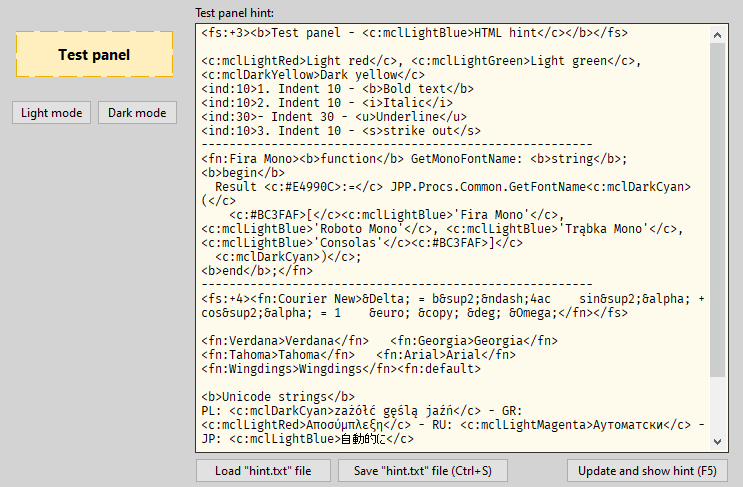 Test panel hint:
Test panel
Light mode
Dark mode
<fs:+3><b>Test panel - <c:mclLightBlue>HTML hint</c></b></fs>
<c:mclLightRed>Light red</c>, <c:mclLightGreen>Light green</c>,
<c:mclDarkYellow>Dark yellow</c>
<ind:10>1. Indent 10 - <b>Bold text</b>
<ind:10>2. Indent 10 - <i>Italic</i>
<ind:30>- Indent 30 - <u>Underline</u>
<ind:10>3. Indent 10 - <s>strike out</s>
------------------------------------------------------
<fn:Fira Mono><b>function</b> GetMonoFontName: <b>string</b>;
<b>begin</b>
  Result <c:#E4990C>:=</c> JPP.Procs.Common.GetFontName<c:mclDarkCyan>
(</c>
    <c:#BC3FAF>[</c><c:mclLightBlue>'Fira Mono'</c>,
<c:mclLightBlue>'Roboto Mono'</c>, <c:mclLightBlue>'Trąbka Mono'</c>,
<c:mclLightBlue>'Consolas'</c><c:#BC3FAF>]</c>
  <c:mclDarkCyan>)</c>;
<b>end</b>;</fn>
------------------------------------------------------
<fs:+4><fn:Courier New>&Delta; = b&sup2;&ndash;4ac    sin&sup2;&alpha; +
cos&sup2;&alpha; = 1    &euro; &copy; &deg; &Omega;</fn></fs>
<fn:Verdana>Verdana</fn>   <fn:Georgia>Georgia</fn>
<fn:Tahoma>Tahoma</fn>   <fn:Arial>Arial</fn>
<fn:Wingdings>Wingdings</fn><fn:default>
<b>Unicode strings</b>
PL: <c:mclDarkCyan>zażółć gęślą jaźń</c> - GR:
<c:mclLightRed>Αποσύμπλεξη</c> - RU: <c:mclLightMagenta>Аутоматски</c> -
JP: <c:mclLightBlue>自動的に</c>
Load "hint.txt" file
Save "hint.txt" file (Ctrl+S)
Update and show hint (F5)